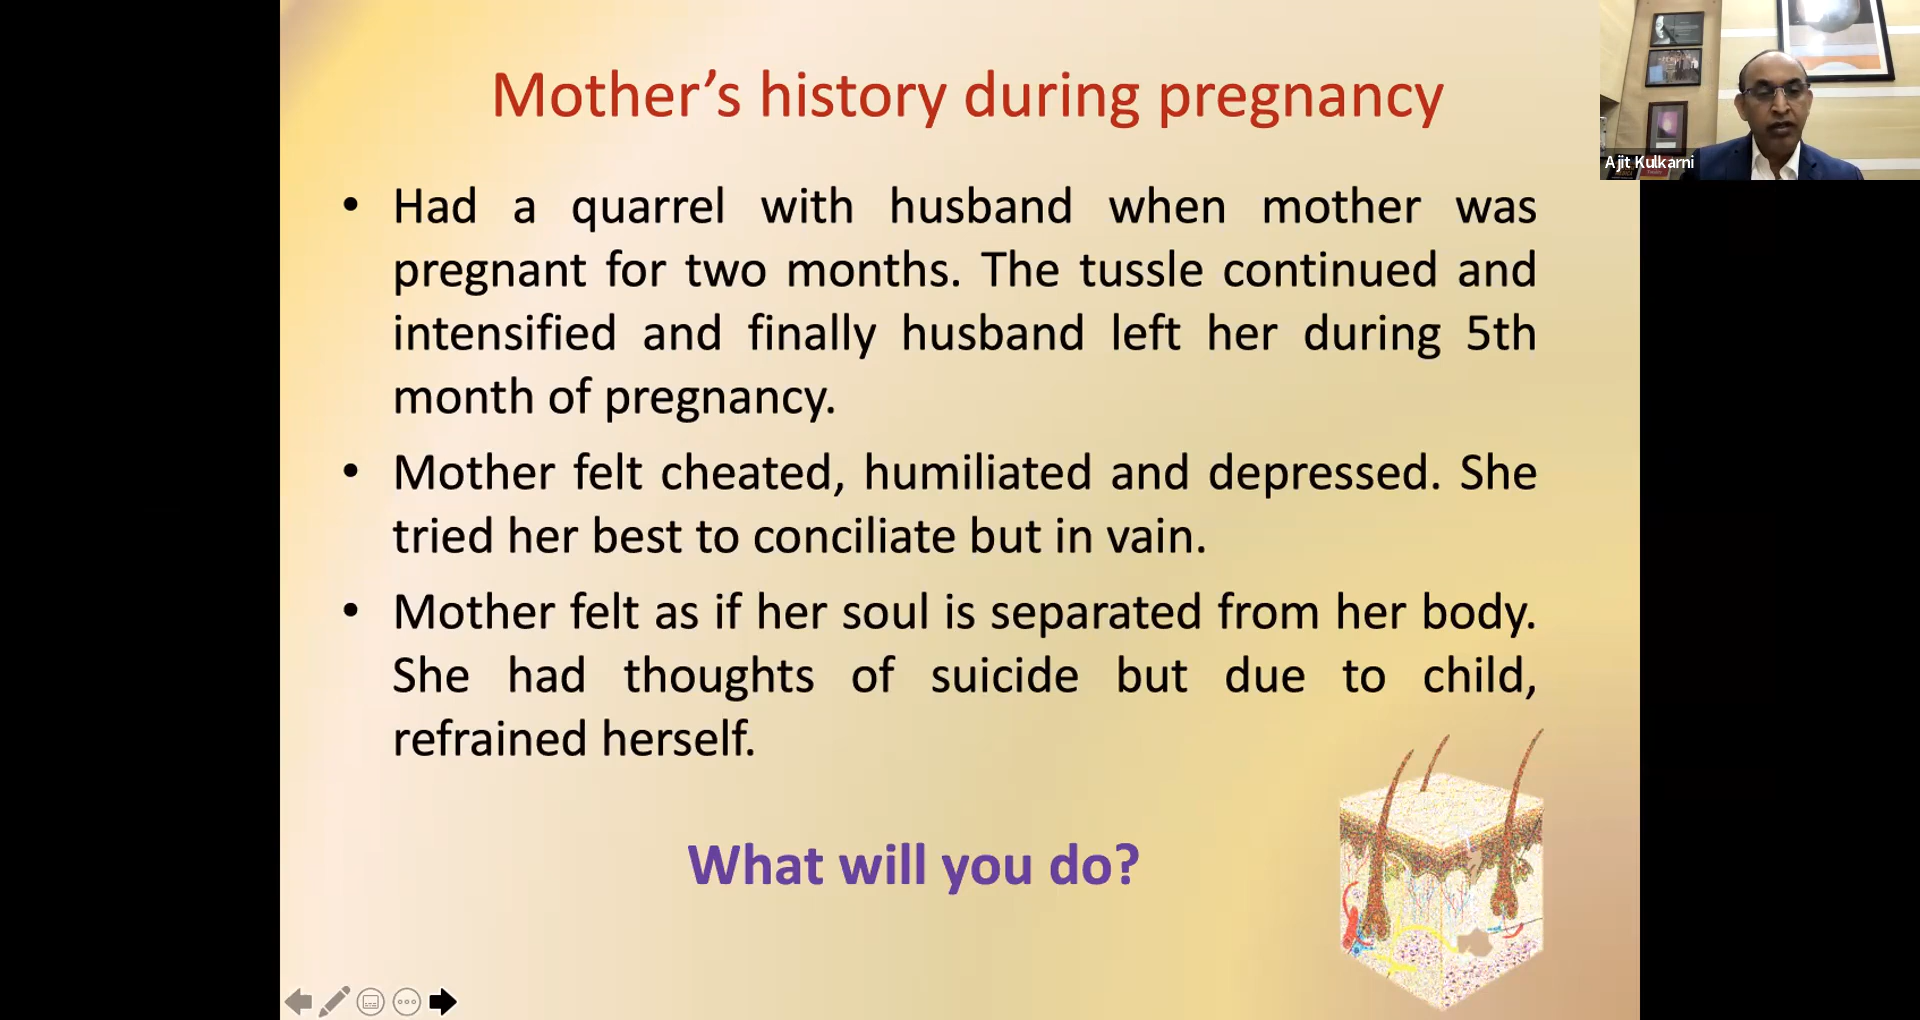 Mother’s history during pregnancy
Ajit Kulkarni
• Had a quarrel with husband when mother was
pregnant for two months. The tussle continued and
intensified and finally husband left her during 5th
month of pregnancy.
• Mother felt cheated, humiliated and depressed. She
tried her best to conciliate but in vain.
• Mother felt as if her soul is separated from her body.
She had thoughts of suicide but due to child,
refrained herself.
What will you do?